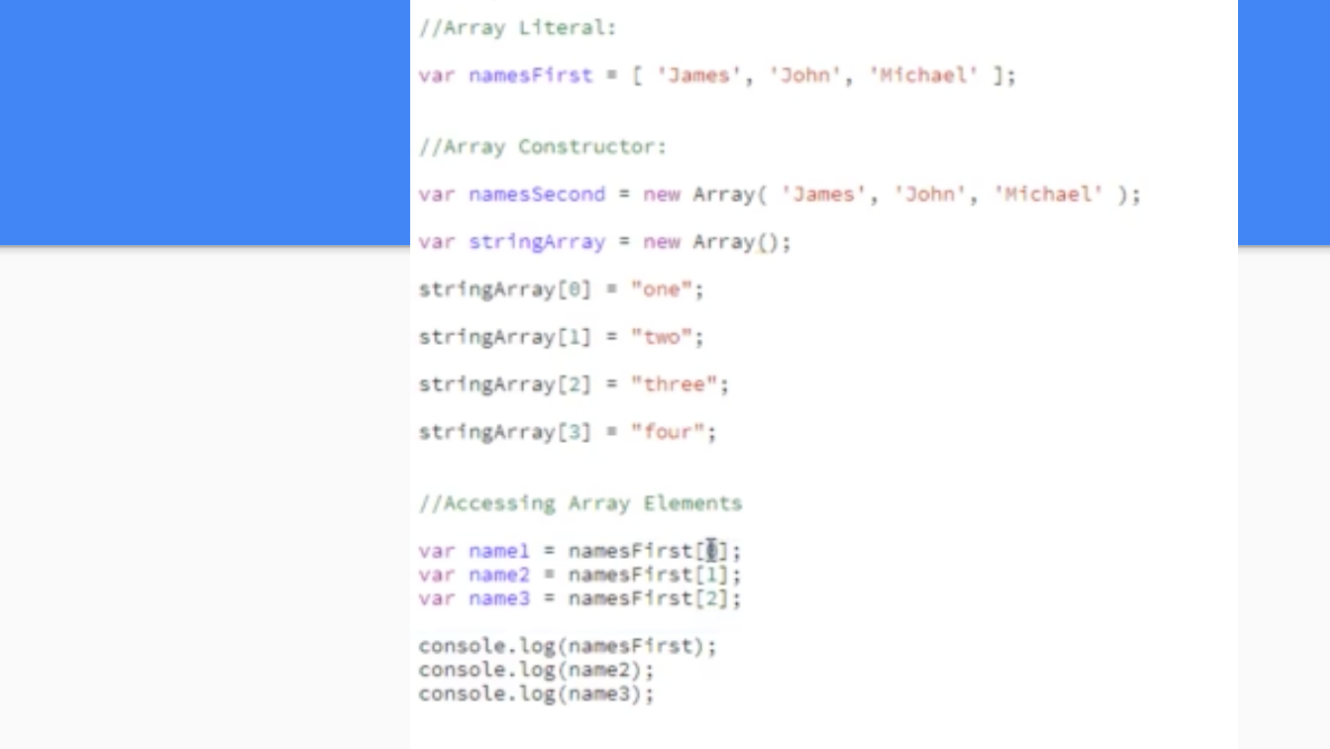 //Array Literal:
var namesFirst = [ 'James', 'John', 'Michael' ];
//Array Constructor:
var namesSecond = new Array( 'James', 'John', 'Michael' );
var stringArray = new Array();
stringArray[0] = "one";
stringArray[1] = "two";
stringArray[2] = "three";
stringArray[3] = "four";
//Accessing Array Elements
var name1 = namesFirst[0];
var name2 = namesFirst[1];
var name3 = namesFirst[2];
console.log(namesFirst);
console.log(name2);
console.log(name3);